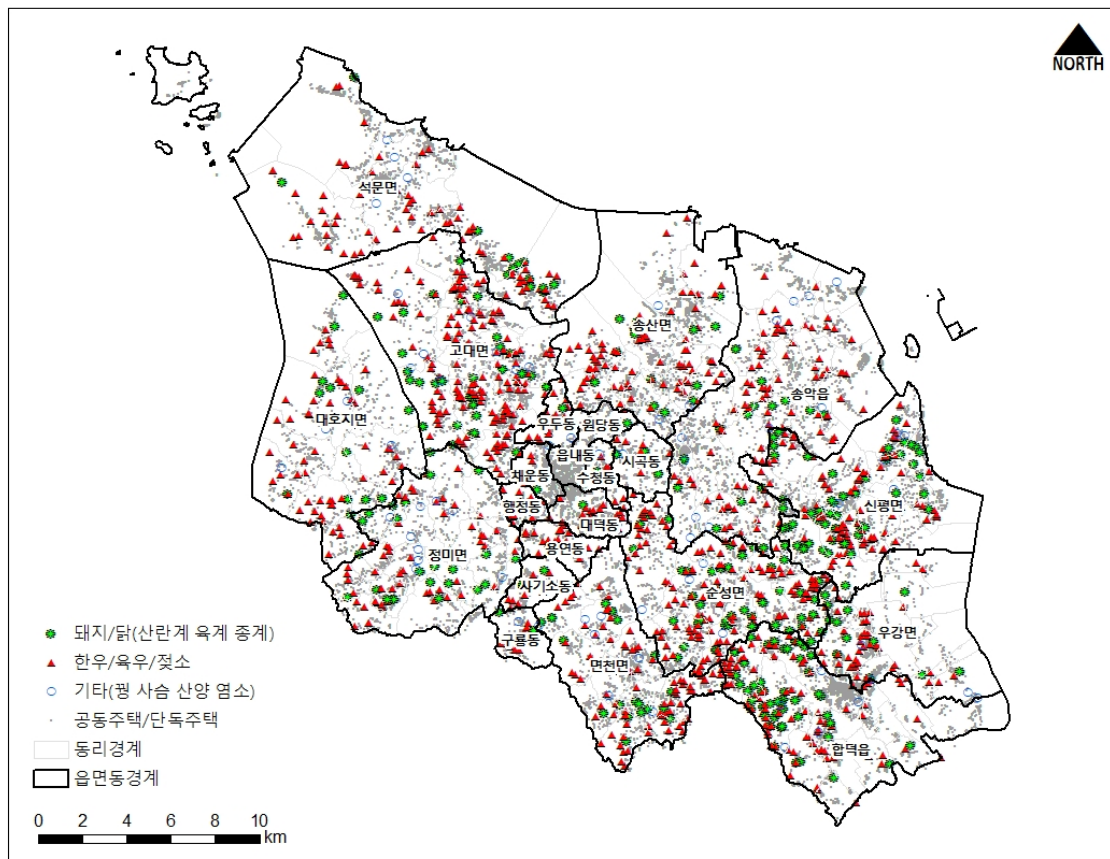 NORTH
석문면
송산면
고대면
송악읍
대호지면
우두동
원당동
읍내동
시곡동
채운동
수청동
신평면
행정동
대덕동
용연동
정미면
사기소동
순성면
우강면
구룡동
면천면
합덕읍
돼지/닭(산란계 육계 종계)
한우/육우/젖소
기타(꿩 사슴 산양 염소)
공동주택/단독주택
동리경계
읍면동경계
0 2 4 6 8 10
km